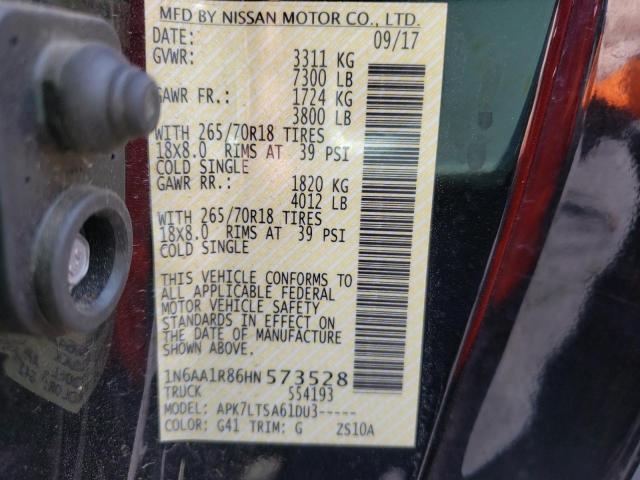 MFD BY NISSAN MOTOR CO., LTD.
DATE: 09/17
GVWR: 3311 KG
7300 LB
GAWR FR.: 1724 KG
3800 LB
WITH 265/70R18 TIRES
18X8.0 RIMS AT 39 PSI
COLD SINGLE
GAWR RR.: 1820 KG
4012 LB
WITH 265/70R18 TIRES
18X8.0 RIMS AT 39 PSI
COLD SINGLE
THIS VEHICLE CONFORMS TO
ALL APPLICABLE FEDERAL
MOTOR VEHICLE SAFETY
STANDARDS IN EFFECT ON
THE DATE OF MANUFACTURE
SHOWN ABOVE.
1N6AA1R86HN573528
TRUCK 554193
MODEL: APK7LTSA61DU3-----
COLOR: G41 TRIM: G ZS10A